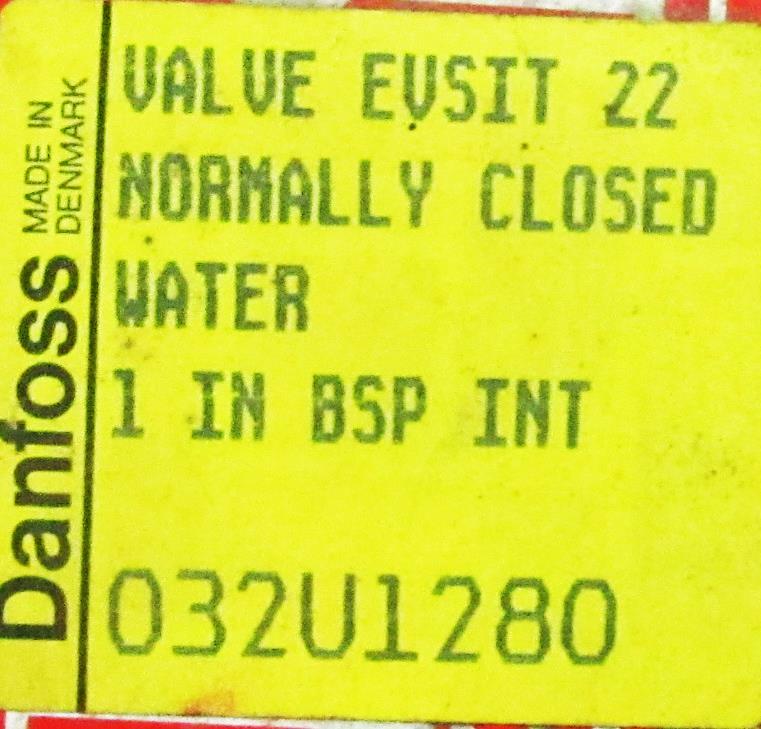 VALVE EVSIT 22
NORMALLY CLOSED
WATER
1 IN BSP INT
032U1280
Danfoss
MADE IN
DENMARK